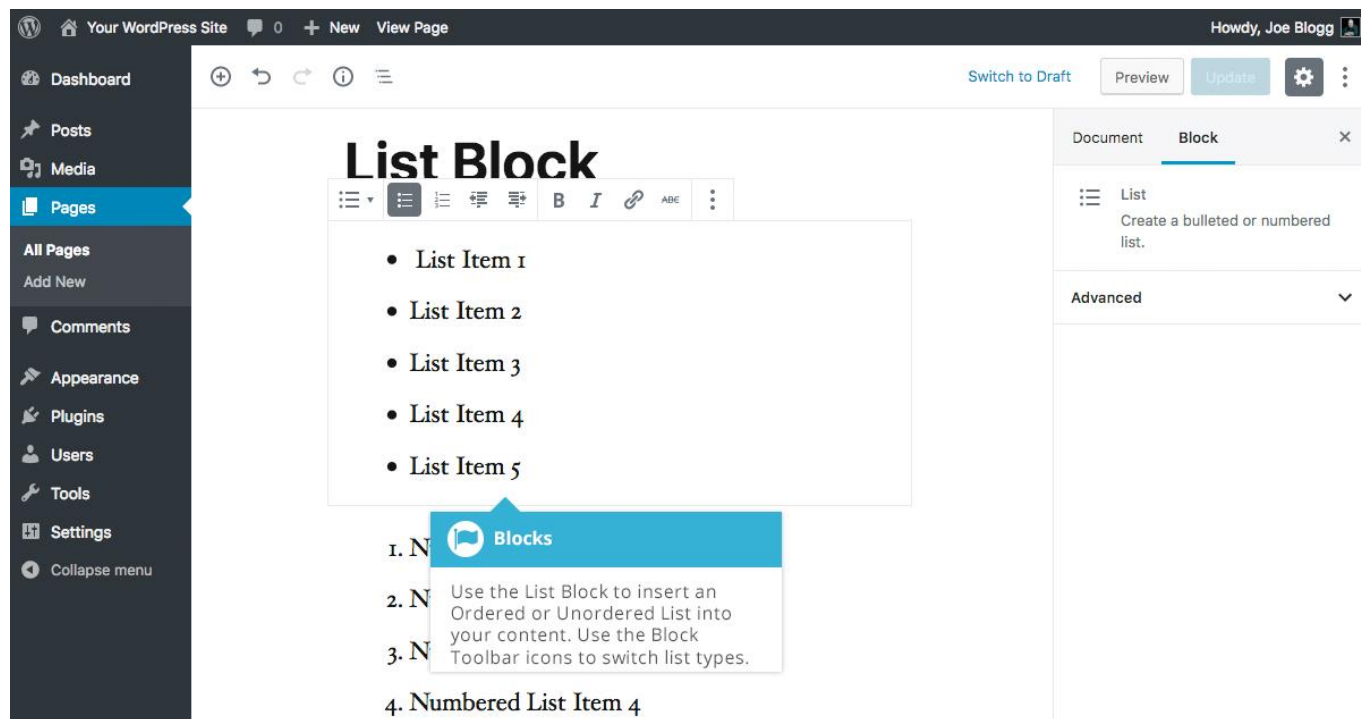 Your WordPress Site 0 New View Page Howdy, Joe Blogg
Dashboard
Posts
Media
Pages
All Pages
Add New
Comments
Appearance
Plugins
Users
Tools
Settings
Collapse menu
Switch to Draft Preview Update
List Block
B I ABC
• List Item 1
• List Item 2
• List Item 3
• List Item 4
• List Item 5
1. N
2. N
3. N
4. Numbered List Item 4
Blocks
Use the List Block to insert an
Ordered or Unordered List into
your content. Use the Block
Toolbar icons to switch list types.
Document Block ×
List
Create a bulleted or numbered
list.
Advanced